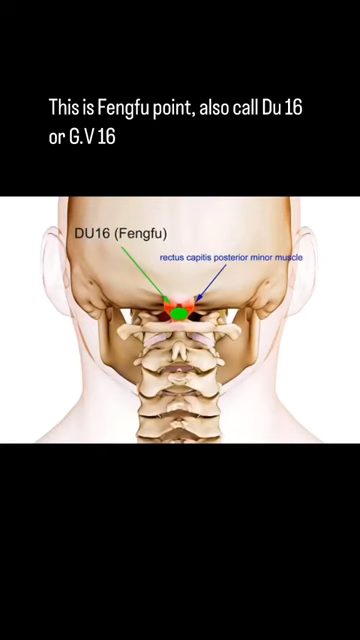 This is Fengfu point, also call Du 16
or G.V 16
DU16 (Fengfu)
rectus capitis posterior minor muscle